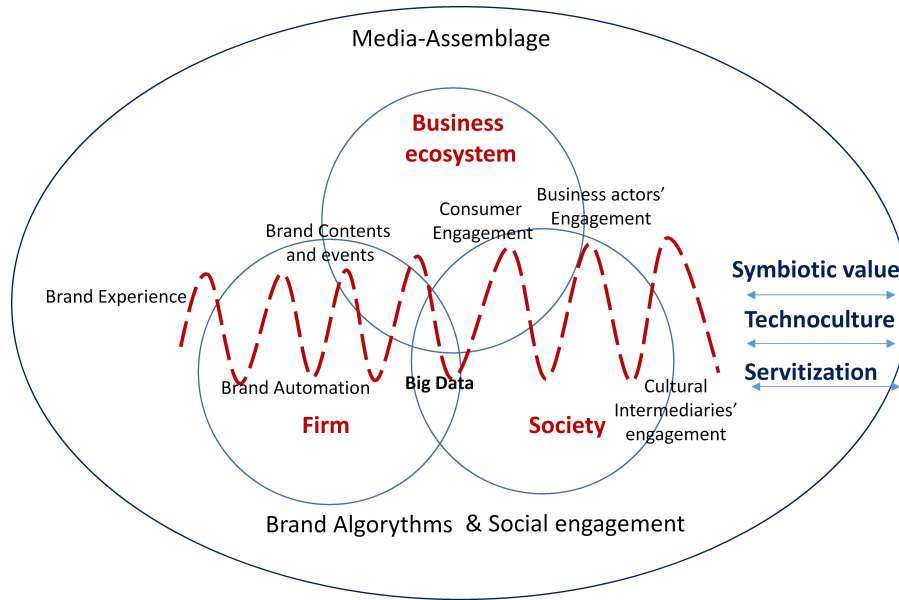 Media-Assemblage
Business
ecosystem
Business actors’
Engagement
Consumer
Engagement
Brand Contents
and events
Symbiotic value
Brand Experience
Technoculture
Servitization
Brand Automation
Big Data
Cultural
Intermediaries’
engagement
Firm
Society
Brand Algorythms & Social engagement